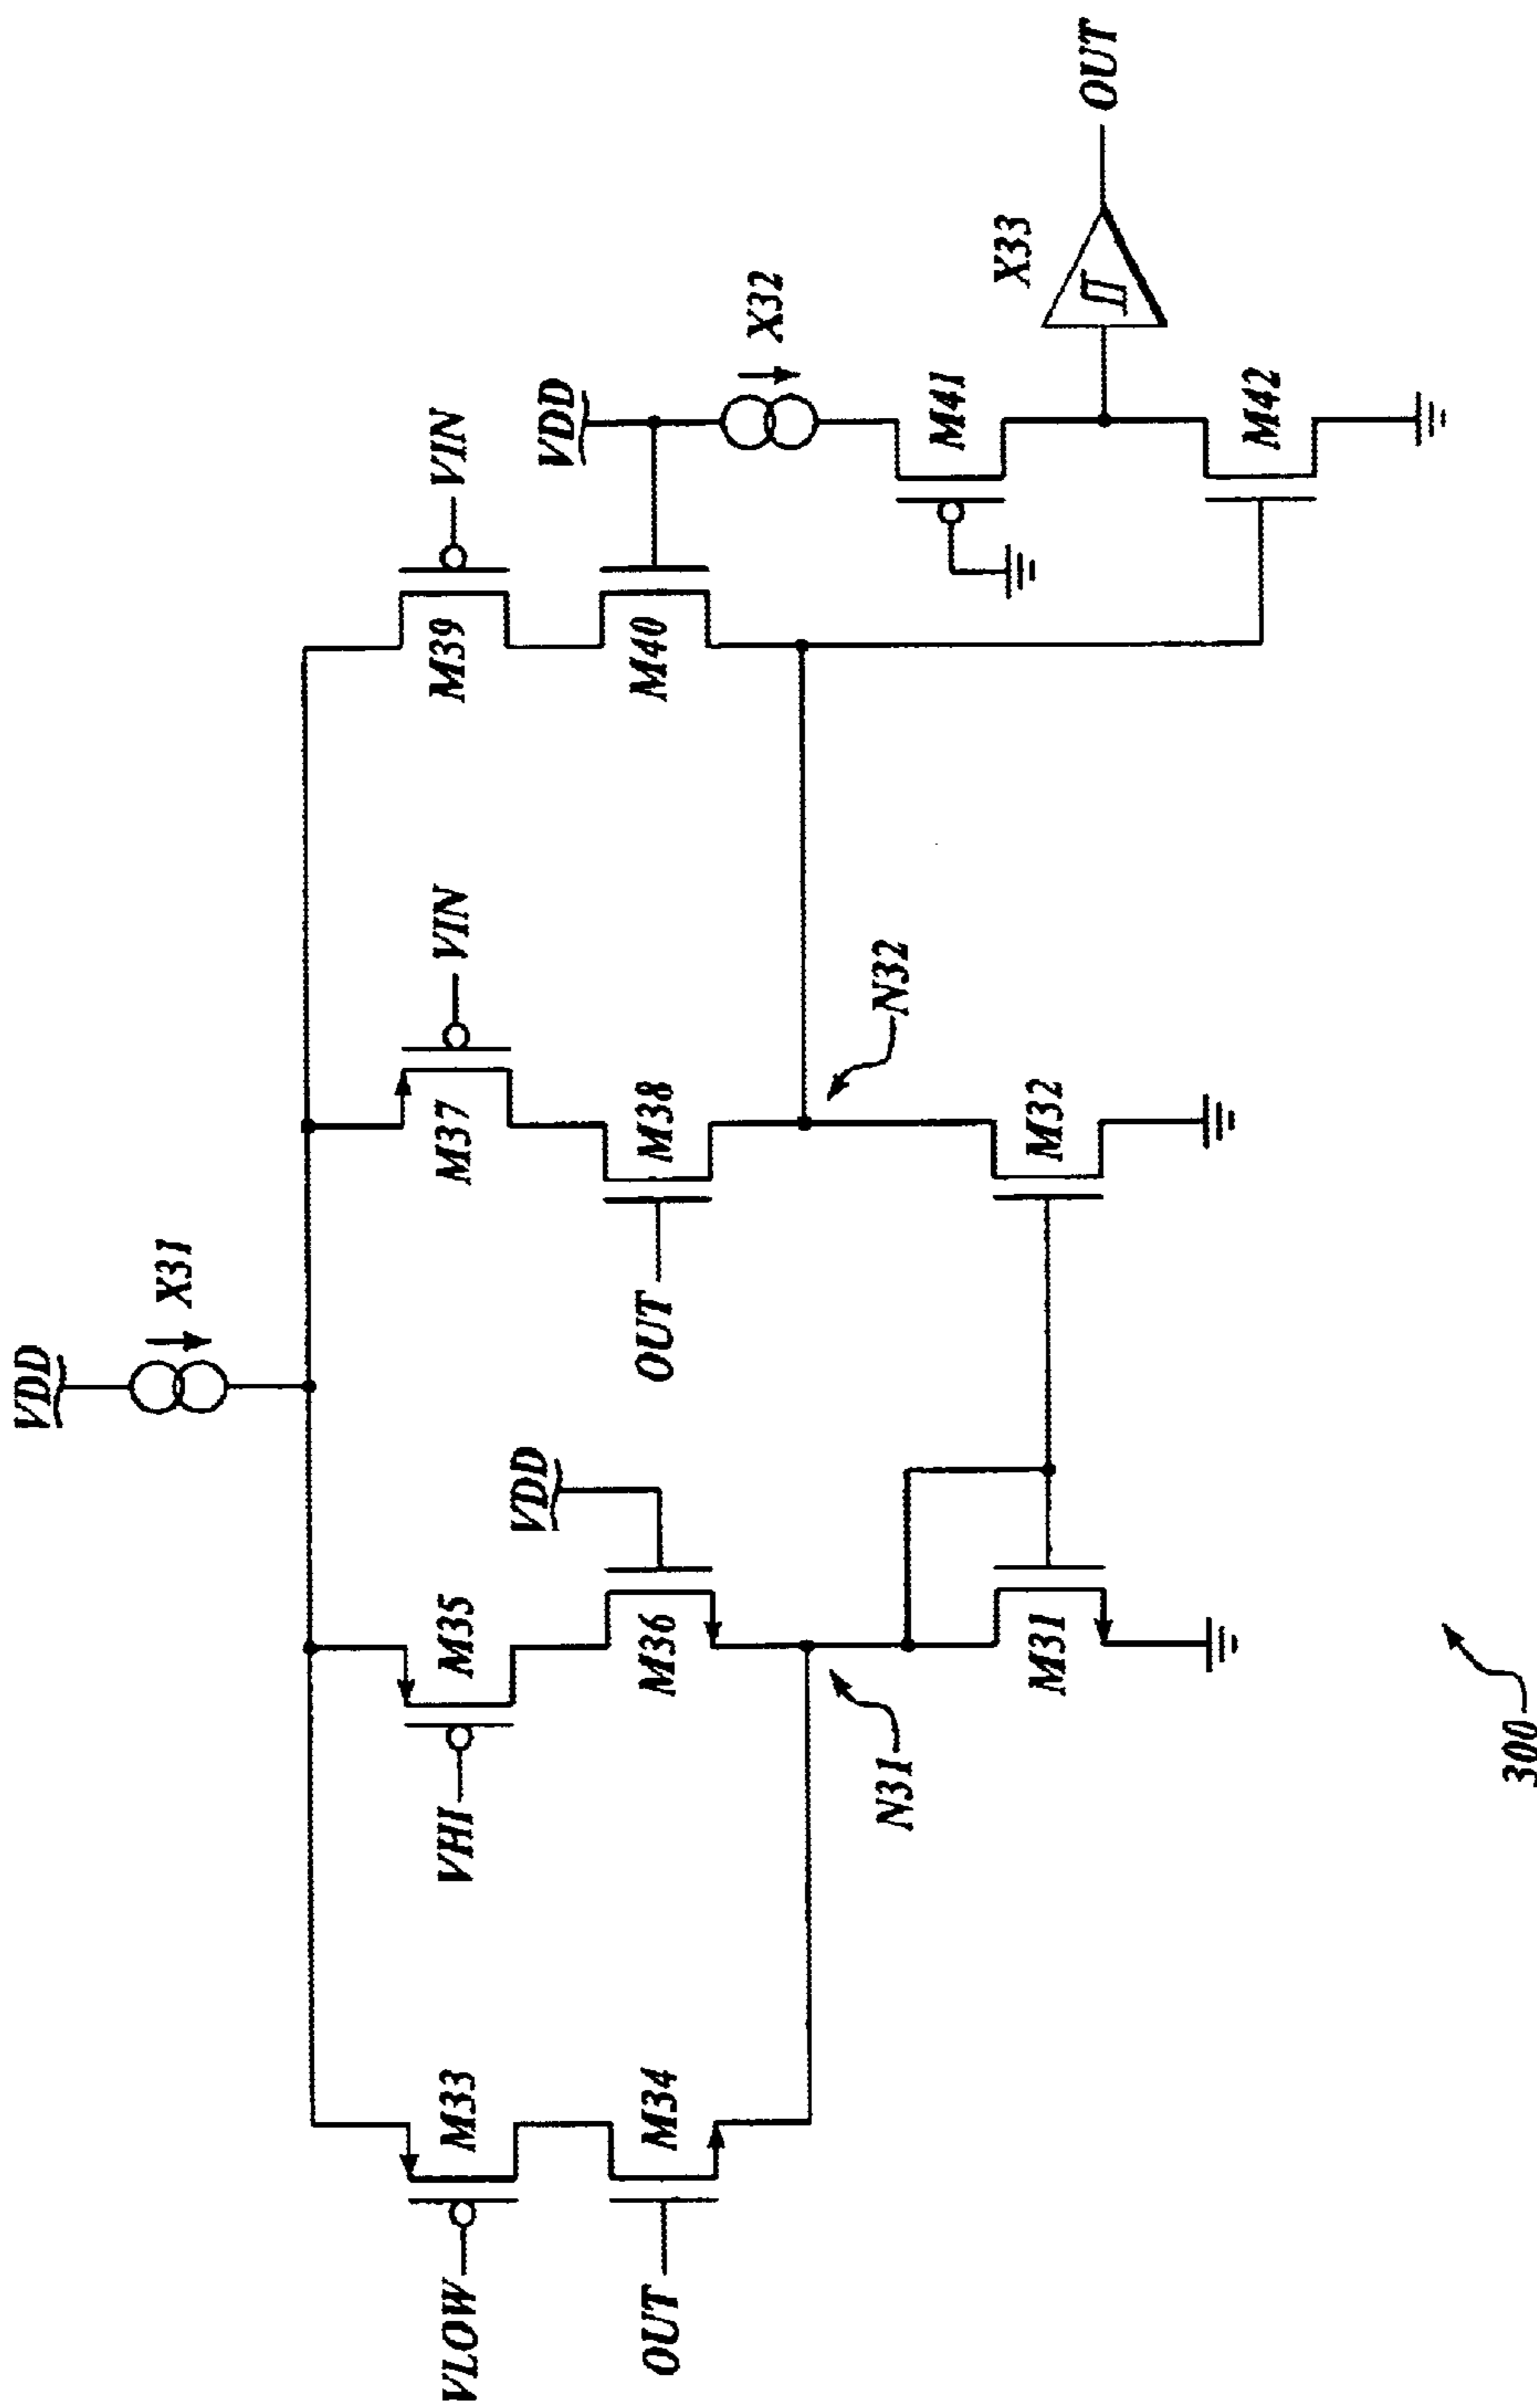 VDD
X31
VLOW
M33
OUT
M34
VHI
M35
VDD
M36
N31
M31
M37
VIN
OUT
M38
N32
M32
M39
VIN
M40
VDD
X32
M41
M42
X33
OUT
300